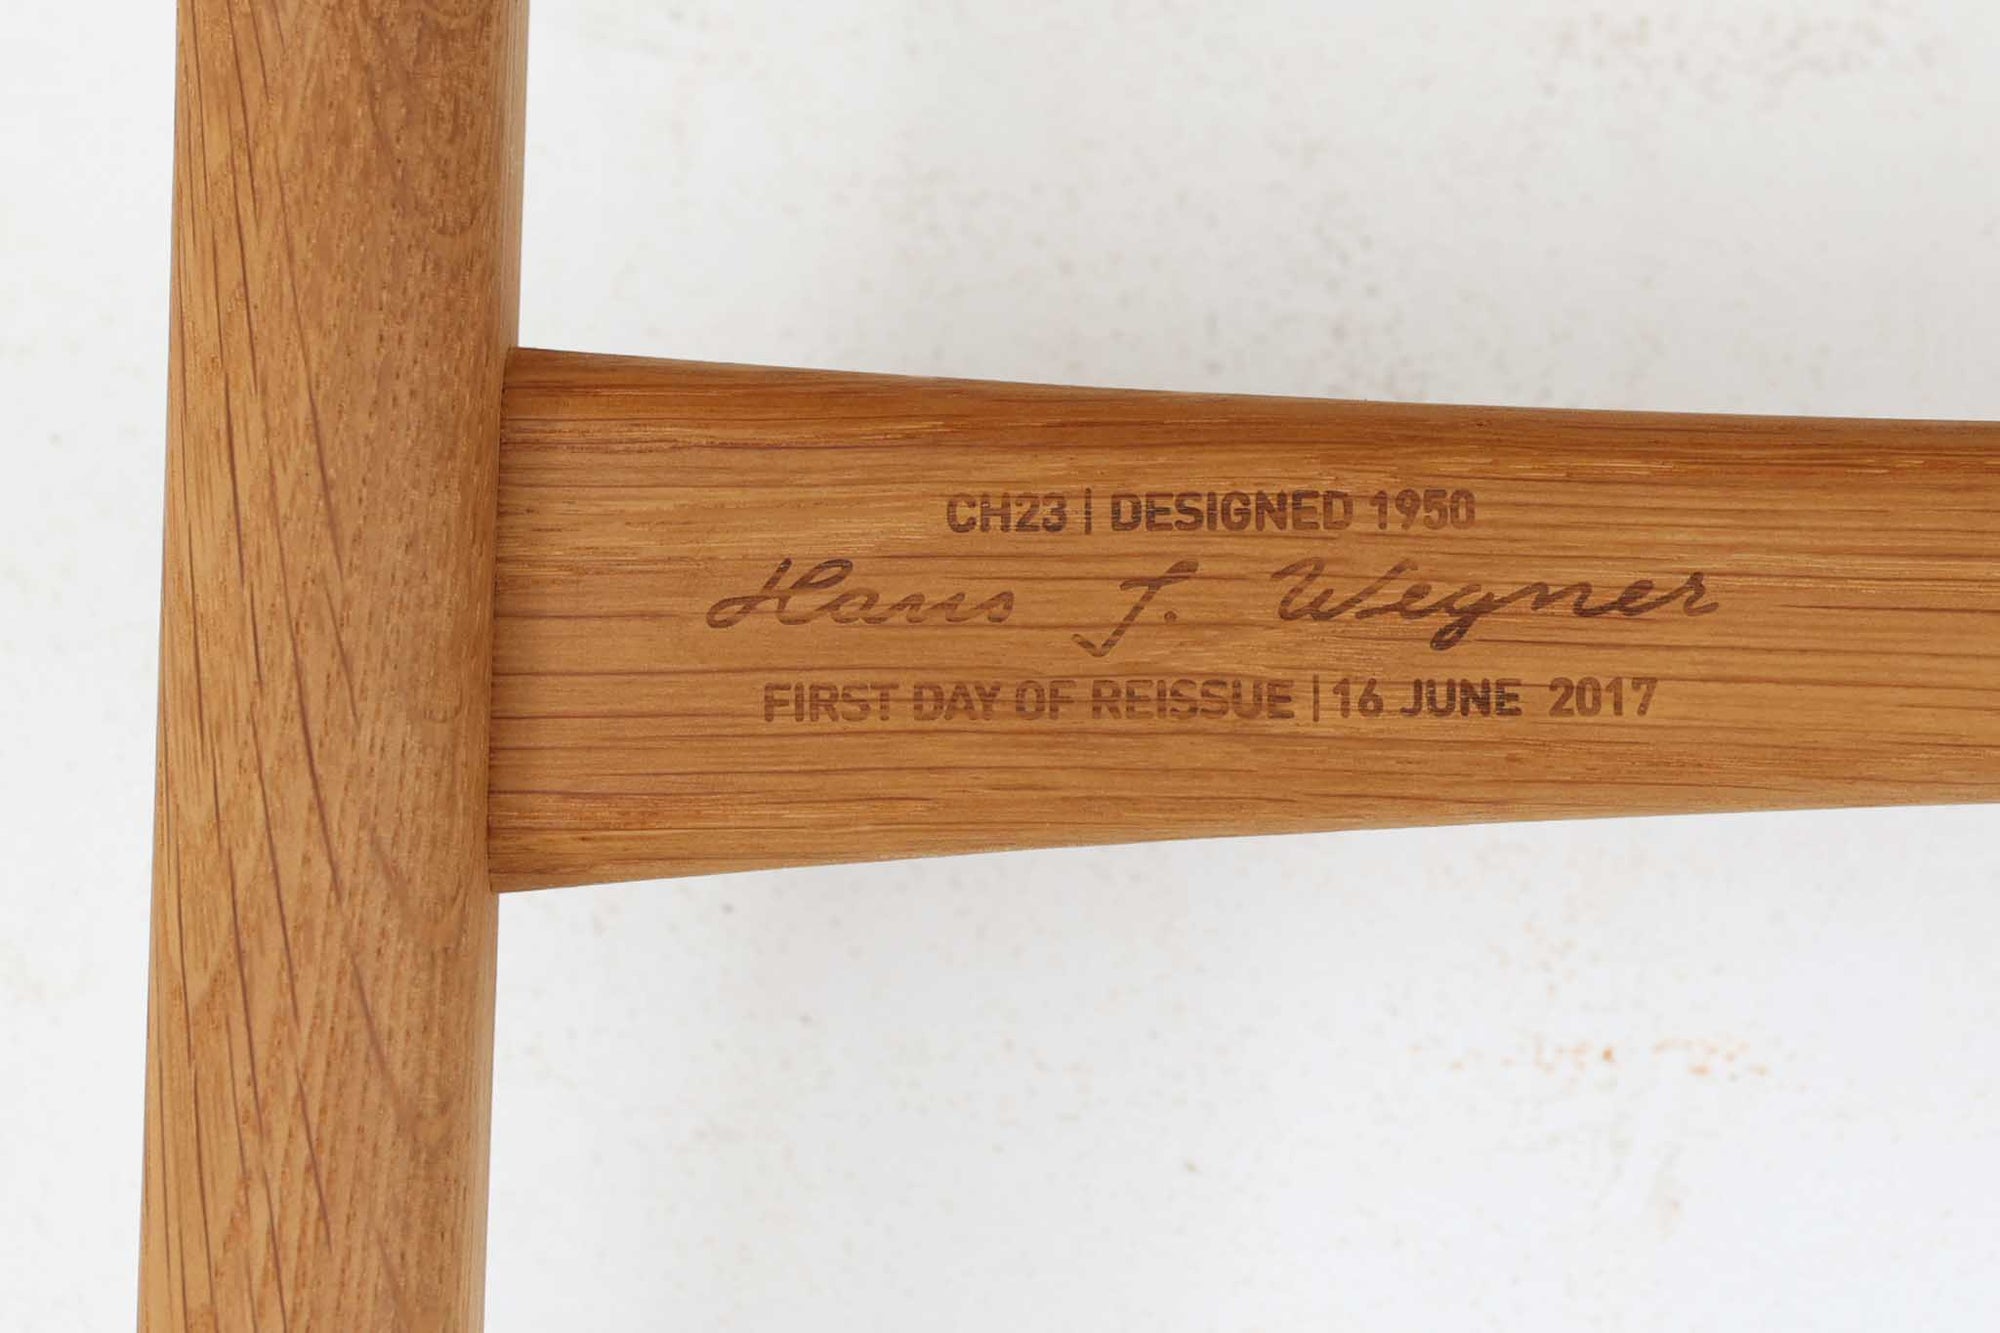 CH23 | DESIGNED 1950
Hans J. Wegner
FIRST DAY OF REISSUE | 16 JUNE 2017